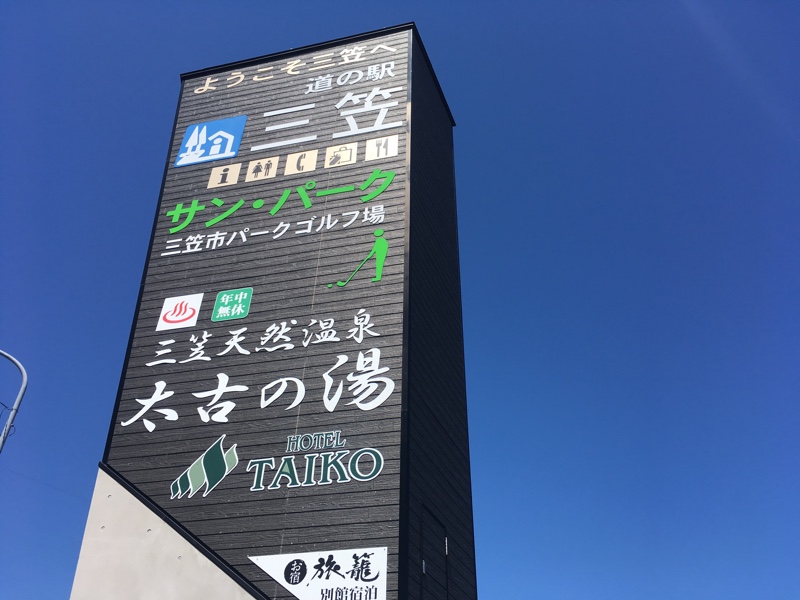 ようこそ三笠へ
道の駅
三笠
i
サン・パーク
三笠市パークゴルフ場
年中
無休
三笠天然温泉
太古の湯
HOTEL
TAIKO
お宿
旅籠
別館宿泊